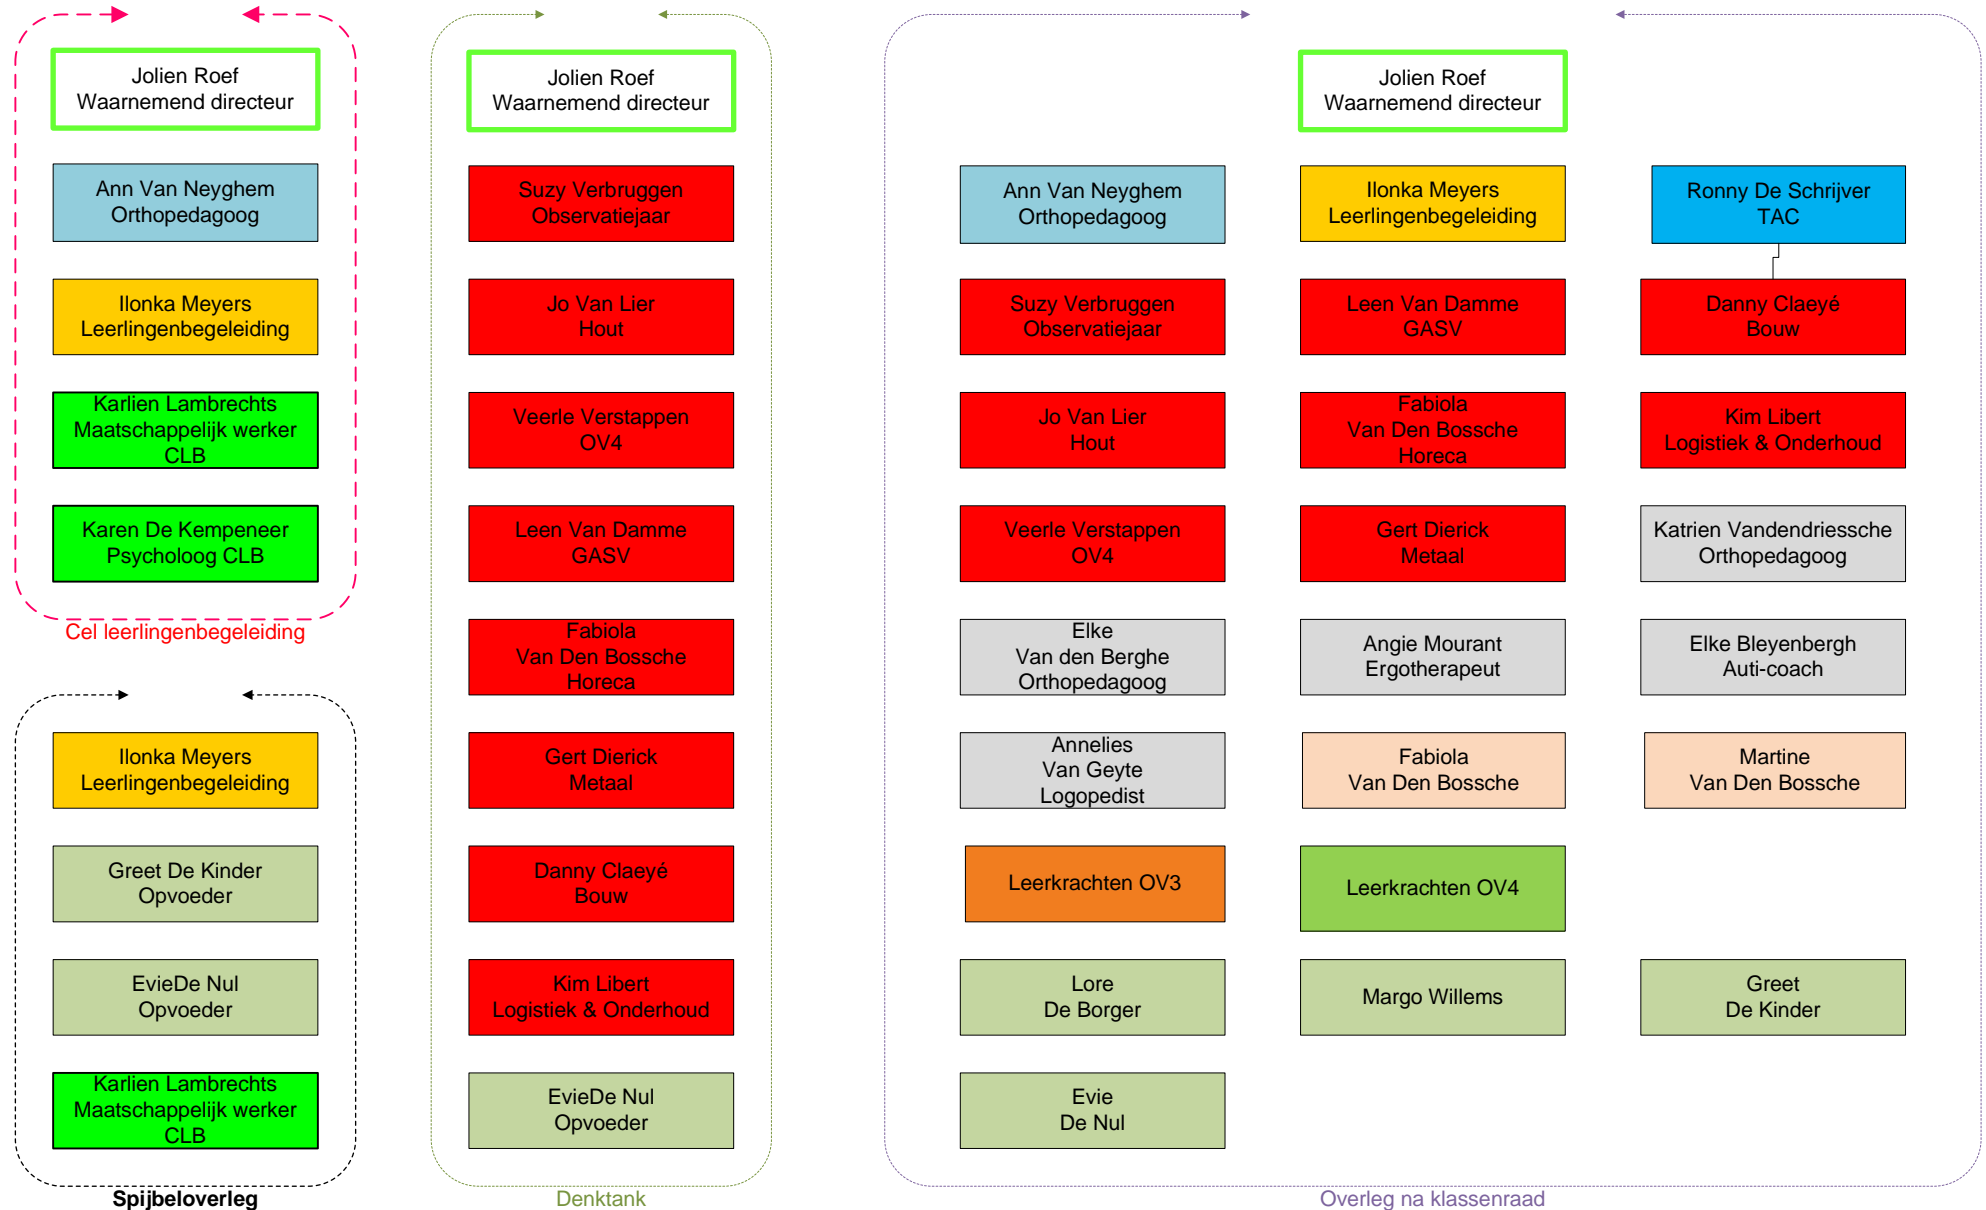 Jolien Roef
Waarnemend directeur
Ann Van Neyghem
Orthopedagoog
Ilonka Meyers
Leerlingenbegeleiding
Karlien Lambrechts
Maatschappelijk werker
CLB
Karen De Kempeneer
Psycholoog CLB
Cel leerlingenbegeleiding
Ilonka Meyers
Leerlingenbegeleiding
Greet De Kinder
Opvoeder
EvieDe Nul
Opvoeder
Karlien Lambrechts
Maatschappelijk werker
CLB
Spijbeloverleg
Jolien Roef
Waarnemend directeur
Suzy Verbruggen
Observatiejaar
Jo Van Lier
Hout
Veerle Verstappen
OV4
Leen Van Damme
GASV
Fabiola
Van Den Bossche
Horeca
Gert Dierick
Metaal
Danny Claeyé
Bouw
Kim Libert
Logistiek & Onderhoud
EvieDe Nul
Opvoeder
Denktank
Jolien Roef
Waarnemend directeur
Ann Van Neyghem
Orthopedagoog
Ilonka Meyers
Leerlingenbegeleiding
Ronny De Schrijver
TAC
Suzy Verbruggen
Observatiejaar
Leen Van Damme
GASV
Danny Claeyé
Bouw
Jo Van Lier
Hout
Fabiola
Van Den Bossche
Horeca
Kim Libert
Logistiek & Onderhoud
Veerle Verstappen
OV4
Gert Dierick
Metaal
Katrien Vandendriessche
Orthopedagoog
Elke
Van den Berghe
Orthopedagoog
Angie Mourant
Ergotherapeut
Elke Bleyenbergh
Auti-coach
Annelies
Van Geyte
Logopedist
Fabiola
Van Den Bossche
Martine
Van Den Bossche
Leerkrachten OV3
Leerkrachten OV4
Lore
De Borger
Margo Willems
Greet
De Kinder
Evie
De Nul
Overleg na klassenraad